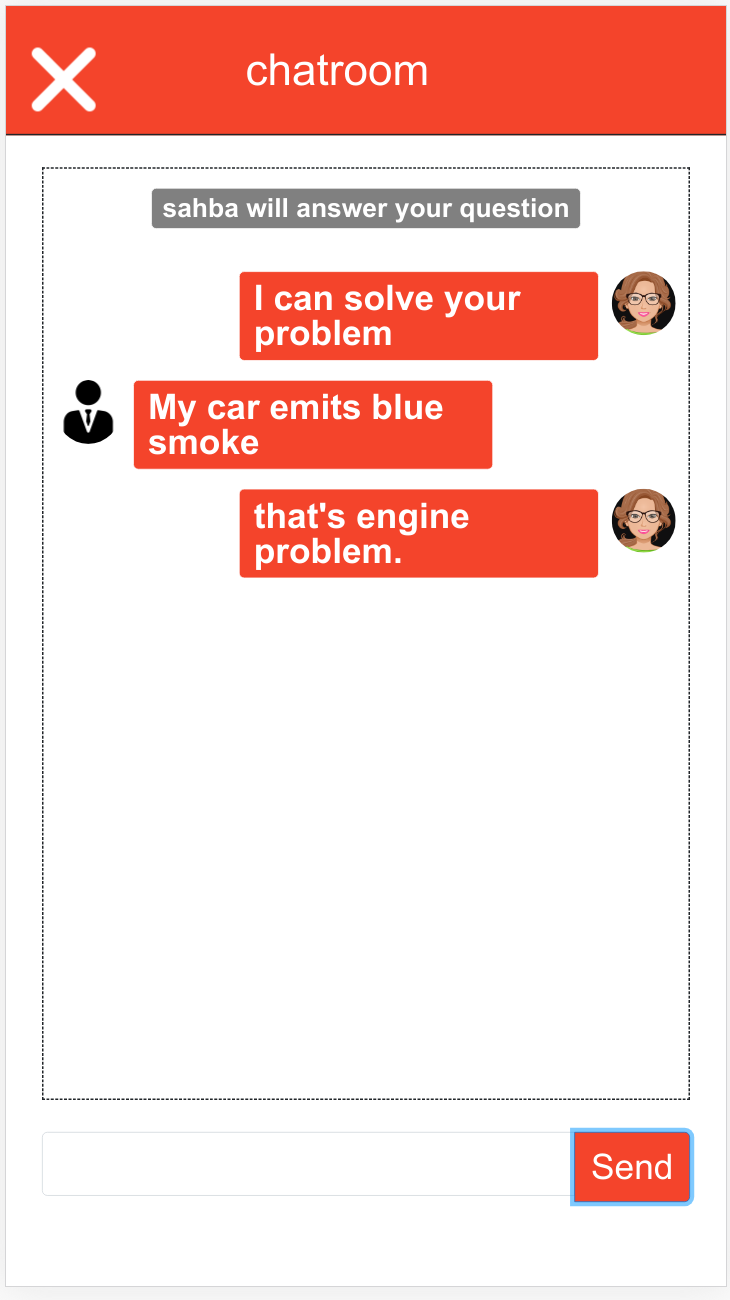 chatroom
sahba will answer your question
I can solve your
problem
My car emits blue
smoke
that's engine
problem.
Send